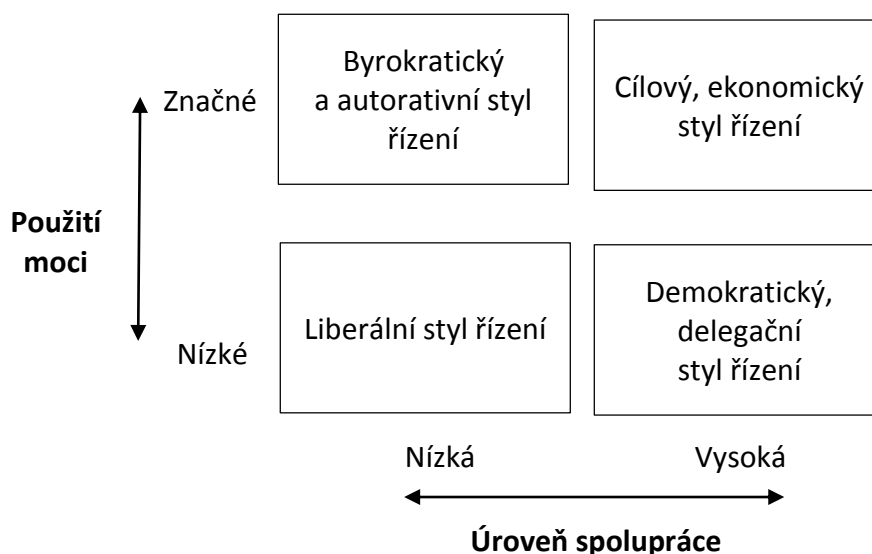 Byrokratický
a autorativní styl
řízení
Cílový, ekonomický
styl řízení
Značné
Použití
moci
Nízké
Liberální styl řízení
Demokratický,
delegační
styl řízení
Nízká
Vysoká
Úroveň spolupráce